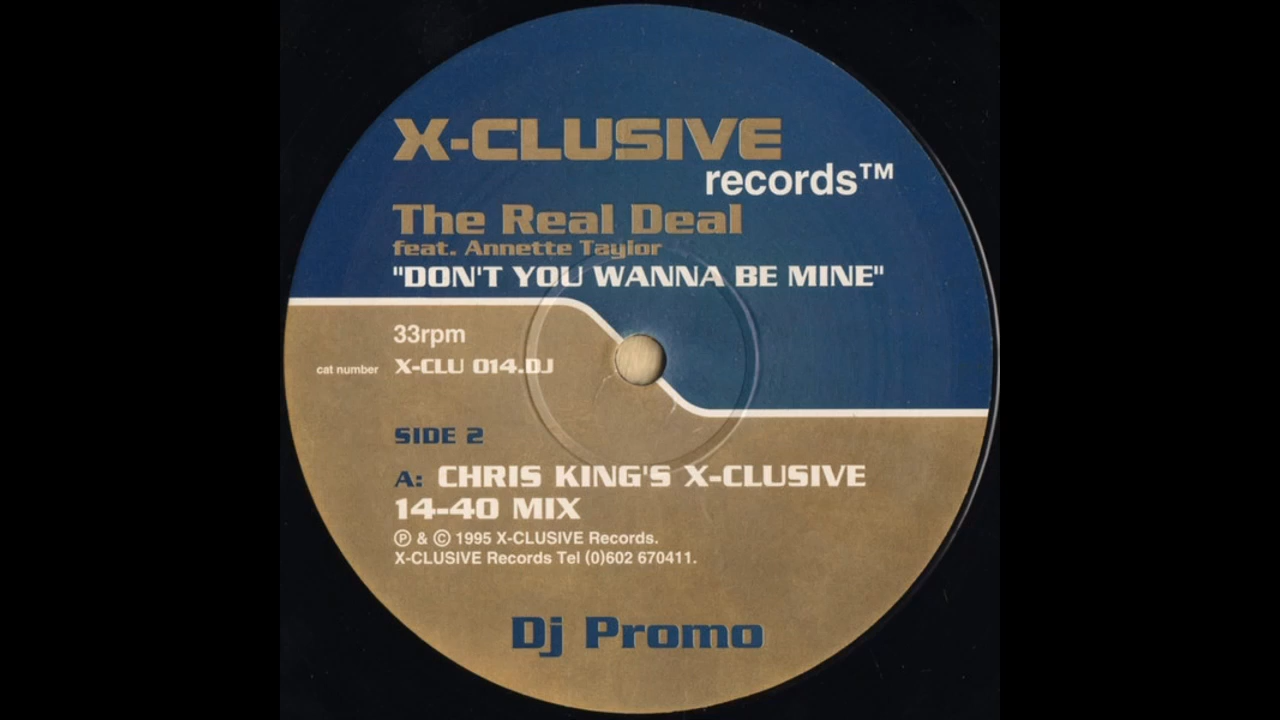 X-CLUSIVE
records™
The Real Deal
feat. Annette Taylor
"DON'T YOU WANNA BE MINE"
33rpm
cat number X-CLU 014.DJ
SIDE 2
A: CHRIS KING'S X-CLUSIVE
14-40 MIX
℗ & © 1995 X-CLUSIVE Records.
X-CLUSIVE Records Tel (0)602 670411.
Dj Promo